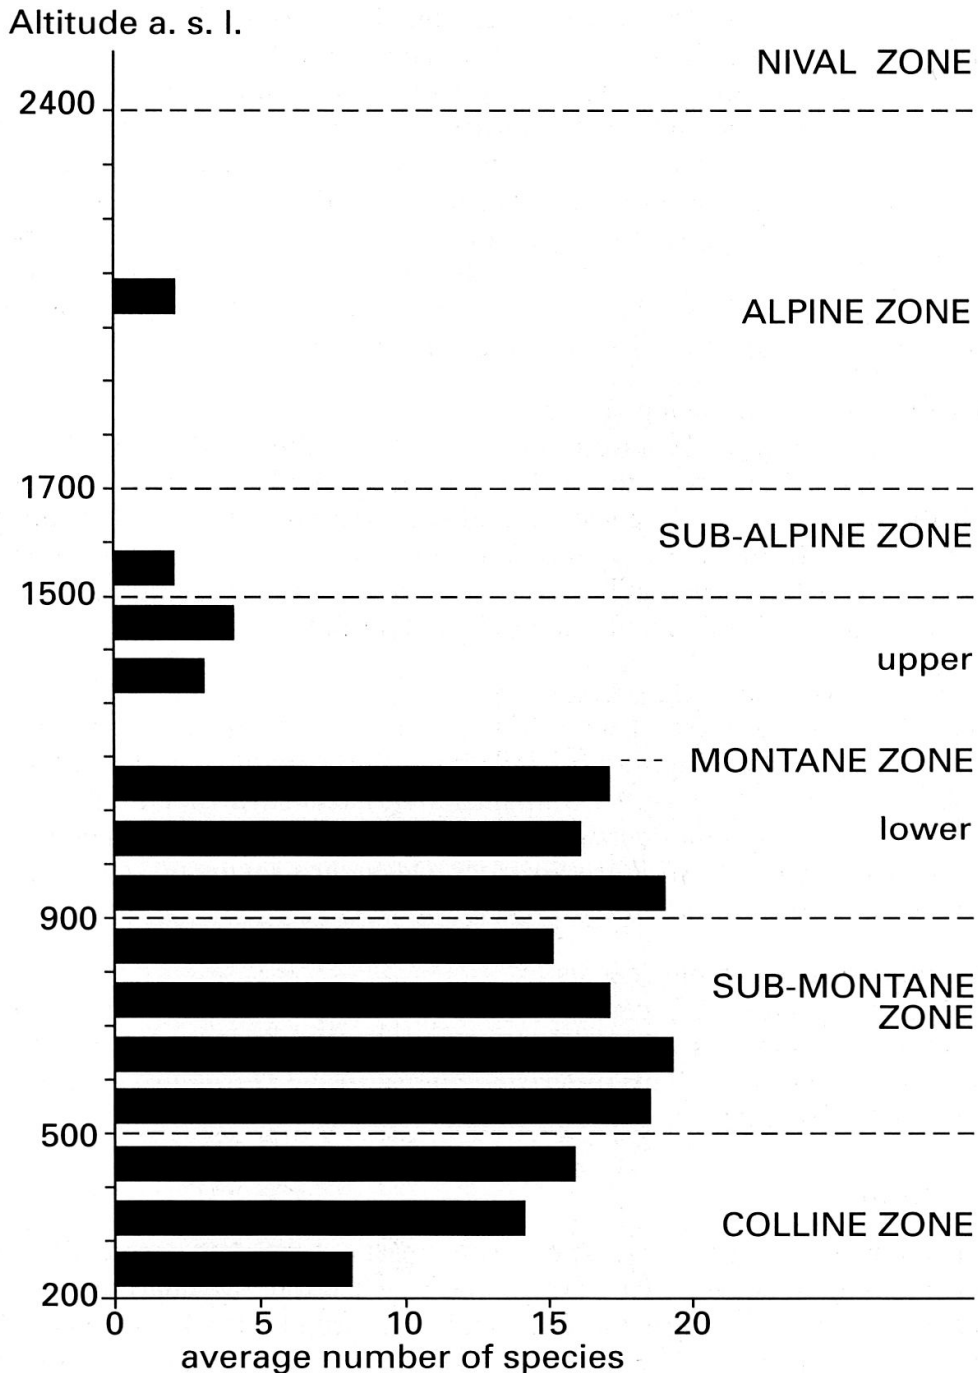 Altitude a. s. l.
NIVAL ZONE
2400
ALPINE ZONE
1700
SUB-ALPINE ZONE
1500
upper
--- MONTANE ZONE
lower
900
SUB-MONTANE
ZONE
500
COLLINE ZONE
200
0 5 10 15 20
average number of species